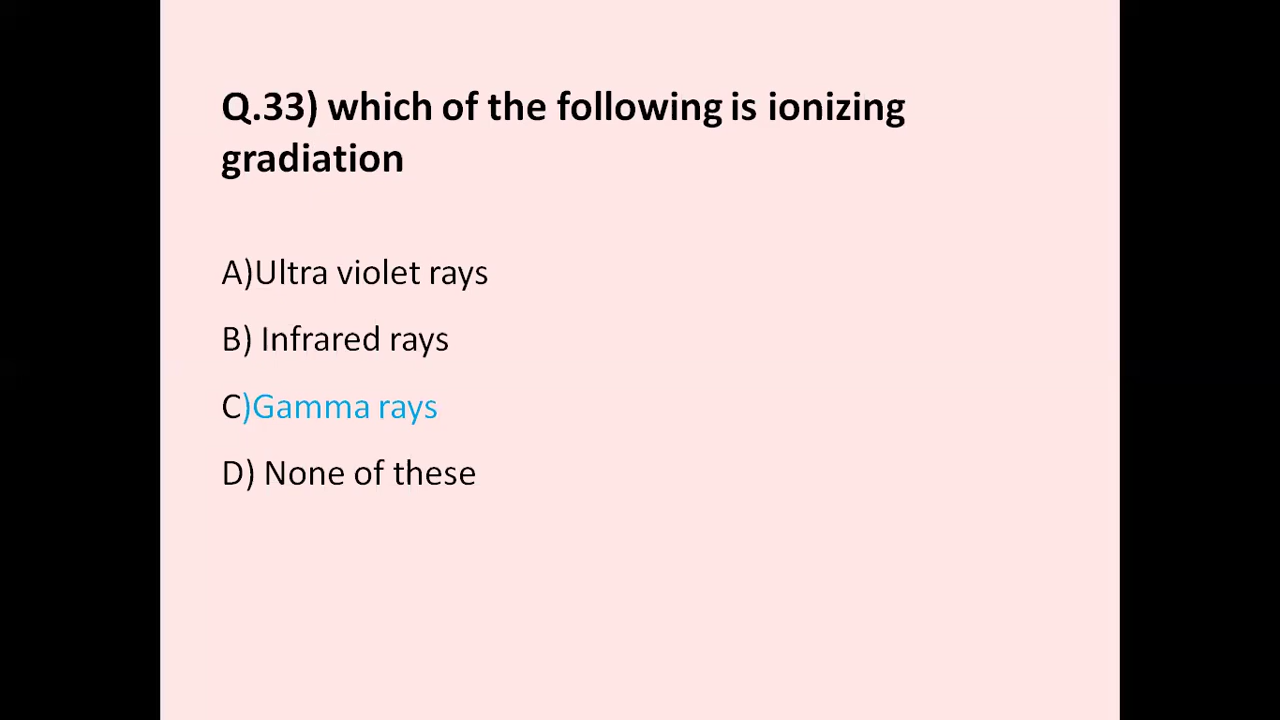 Q.33) which of the following is ionizing
gradiation
A)Ultra violet rays
B) Infrared rays
C)Gamma rays
D) None of these